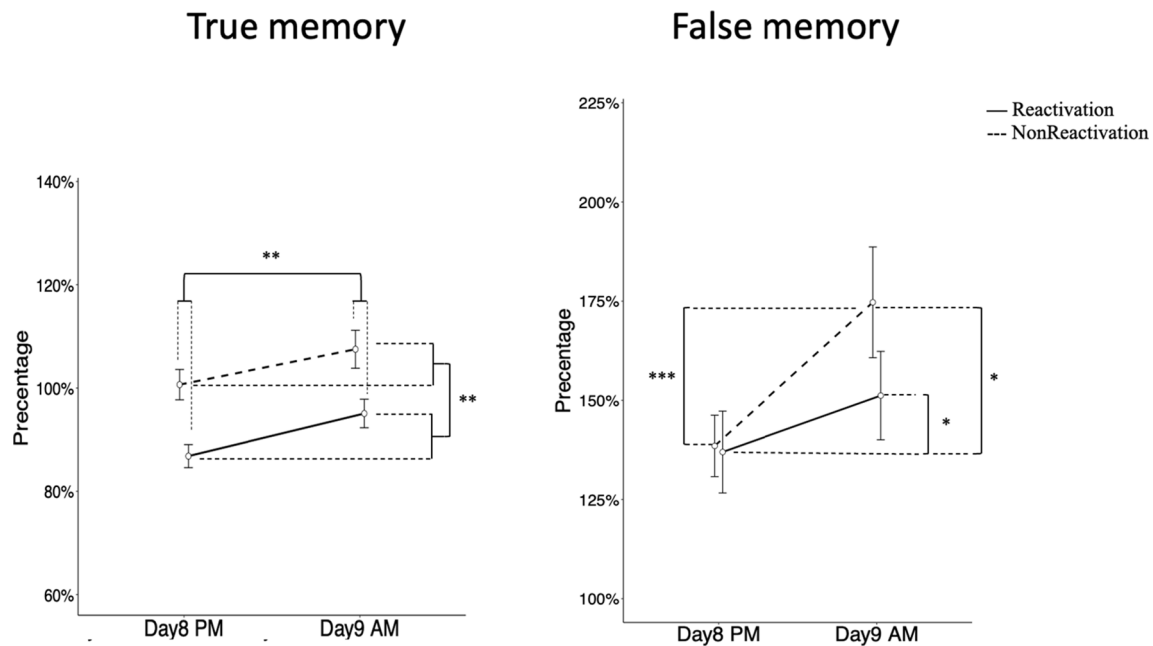 True memory
False memory
Reactivation
NonReactivation
Precentage
140%
120%
100%
80%
60%
**
**
Day8 PM
Day9 AM
Precentage
225%
200%
175%
150%
125%
100%
***
*
*
Day8 PM
Day9 AM